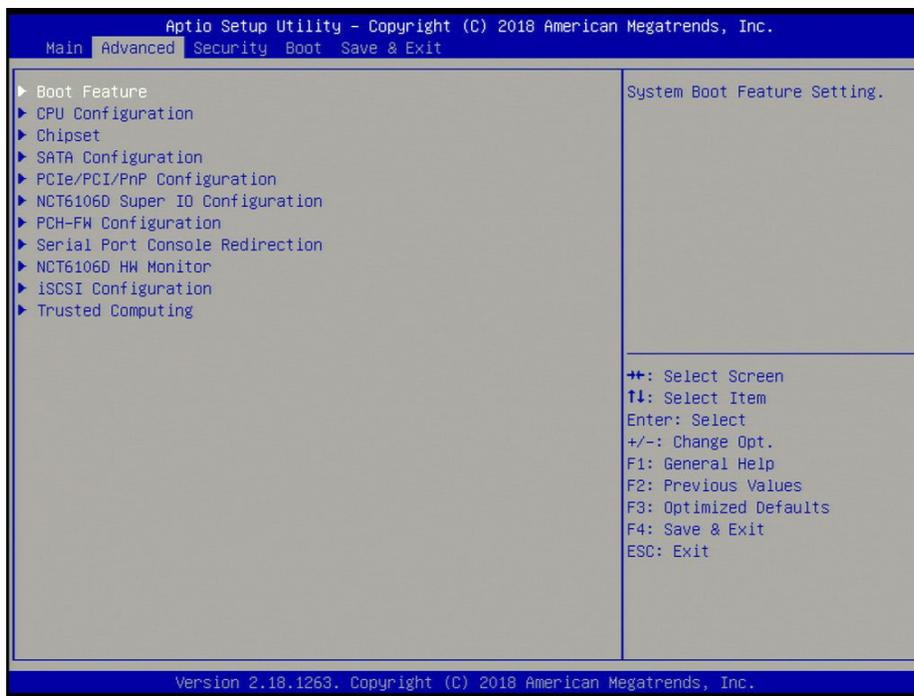 Aptio Setup Utility – Copyright (C) 2018 American Megatrends, Inc.
Main Advanced Security Boot Save & Exit
Boot Feature
CPU Configuration
Chipset
SATA Configuration
PCIe/PCI/PnP Configuration
NCT6106D Super IO Configuration
PCH-FW Configuration
Serial Port Console Redirection
NCT6106D HW Monitor
iSCSI Configuration
Trusted Computing
System Boot Feature Setting.
→←: Select Screen
↑↓: Select Item
Enter: Select
+/-: Change Opt.
F1: General Help
F2: Previous Values
F3: Optimized Defaults
F4: Save & Exit
ESC: Exit
Version 2.18.1263. Copyright (C) 2018 American Megatrends, Inc.